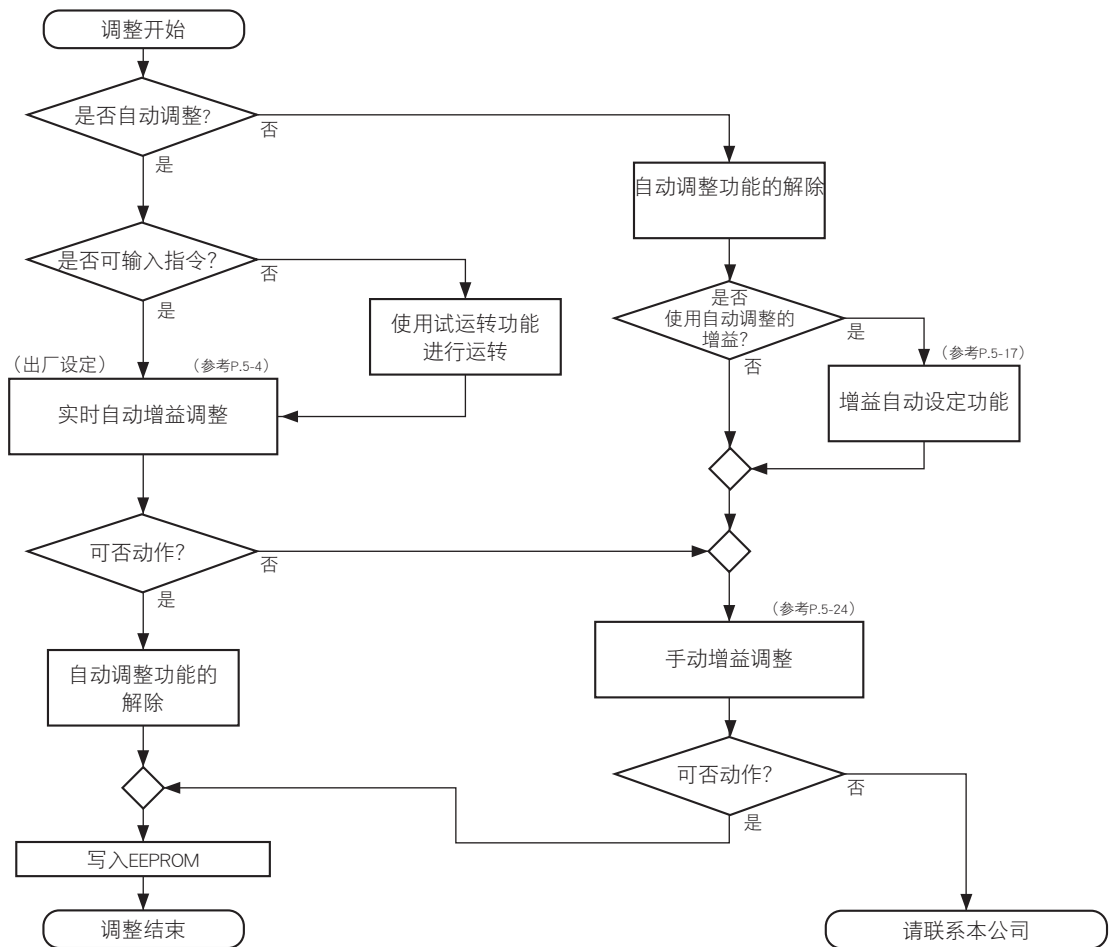 调整开始
是否自动调整?
否
是
自动调整功能的解除
是否可输入指令?
否
是
使用试运转功能
进行运转
是否
使用自动调整的
增益?
是
否
(出厂设定)
(参考P.5-4)
实时自动增益调整
(参考P.5-17)
增益自动设定功能
可否动作?
否
是
(参考P.5-24)
手动增益调整
自动调整功能的
解除
可否动作?
否
是
写入EEPROM
调整结束
请联系本公司